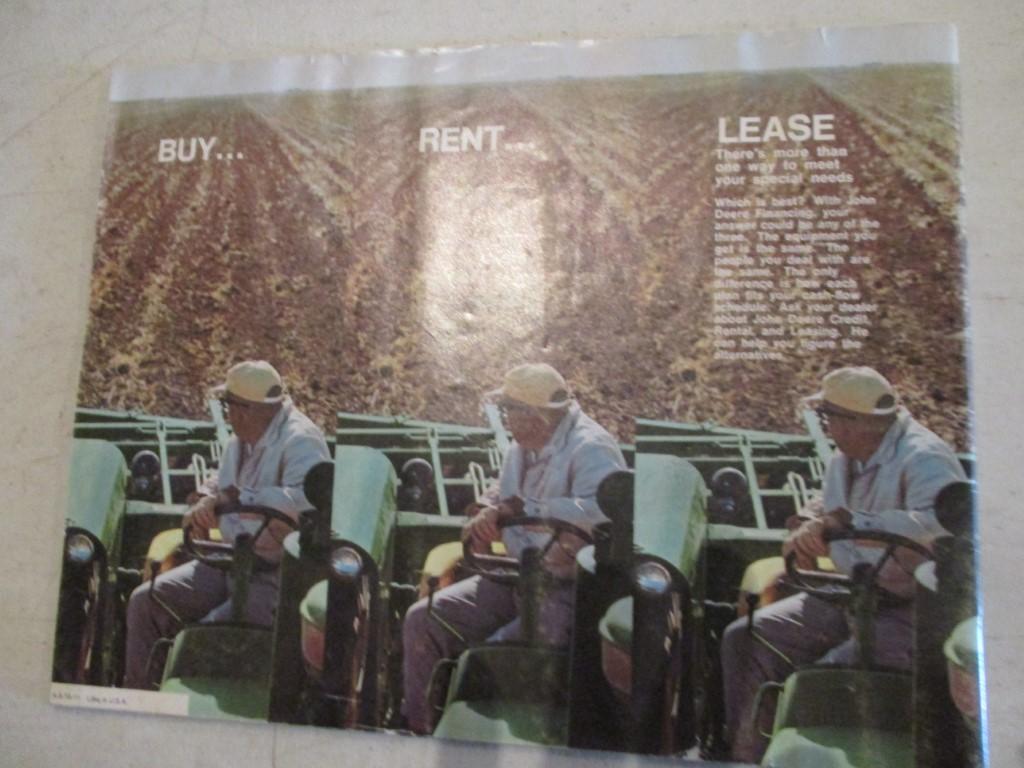 BUY...
RENT...
LEASE
There's more than
one way to meet
your special needs
Which is best? With John
Deere Financing, your
answer could be any of the
three. The equipment you
get is the same. The
people you deal with are
the same. The only
difference is how each
plan fits your cash-flow
schedule. Ask your dealer
about John Deere Credit,
Rental, and Leasing. He
can help you figure the
alternatives.